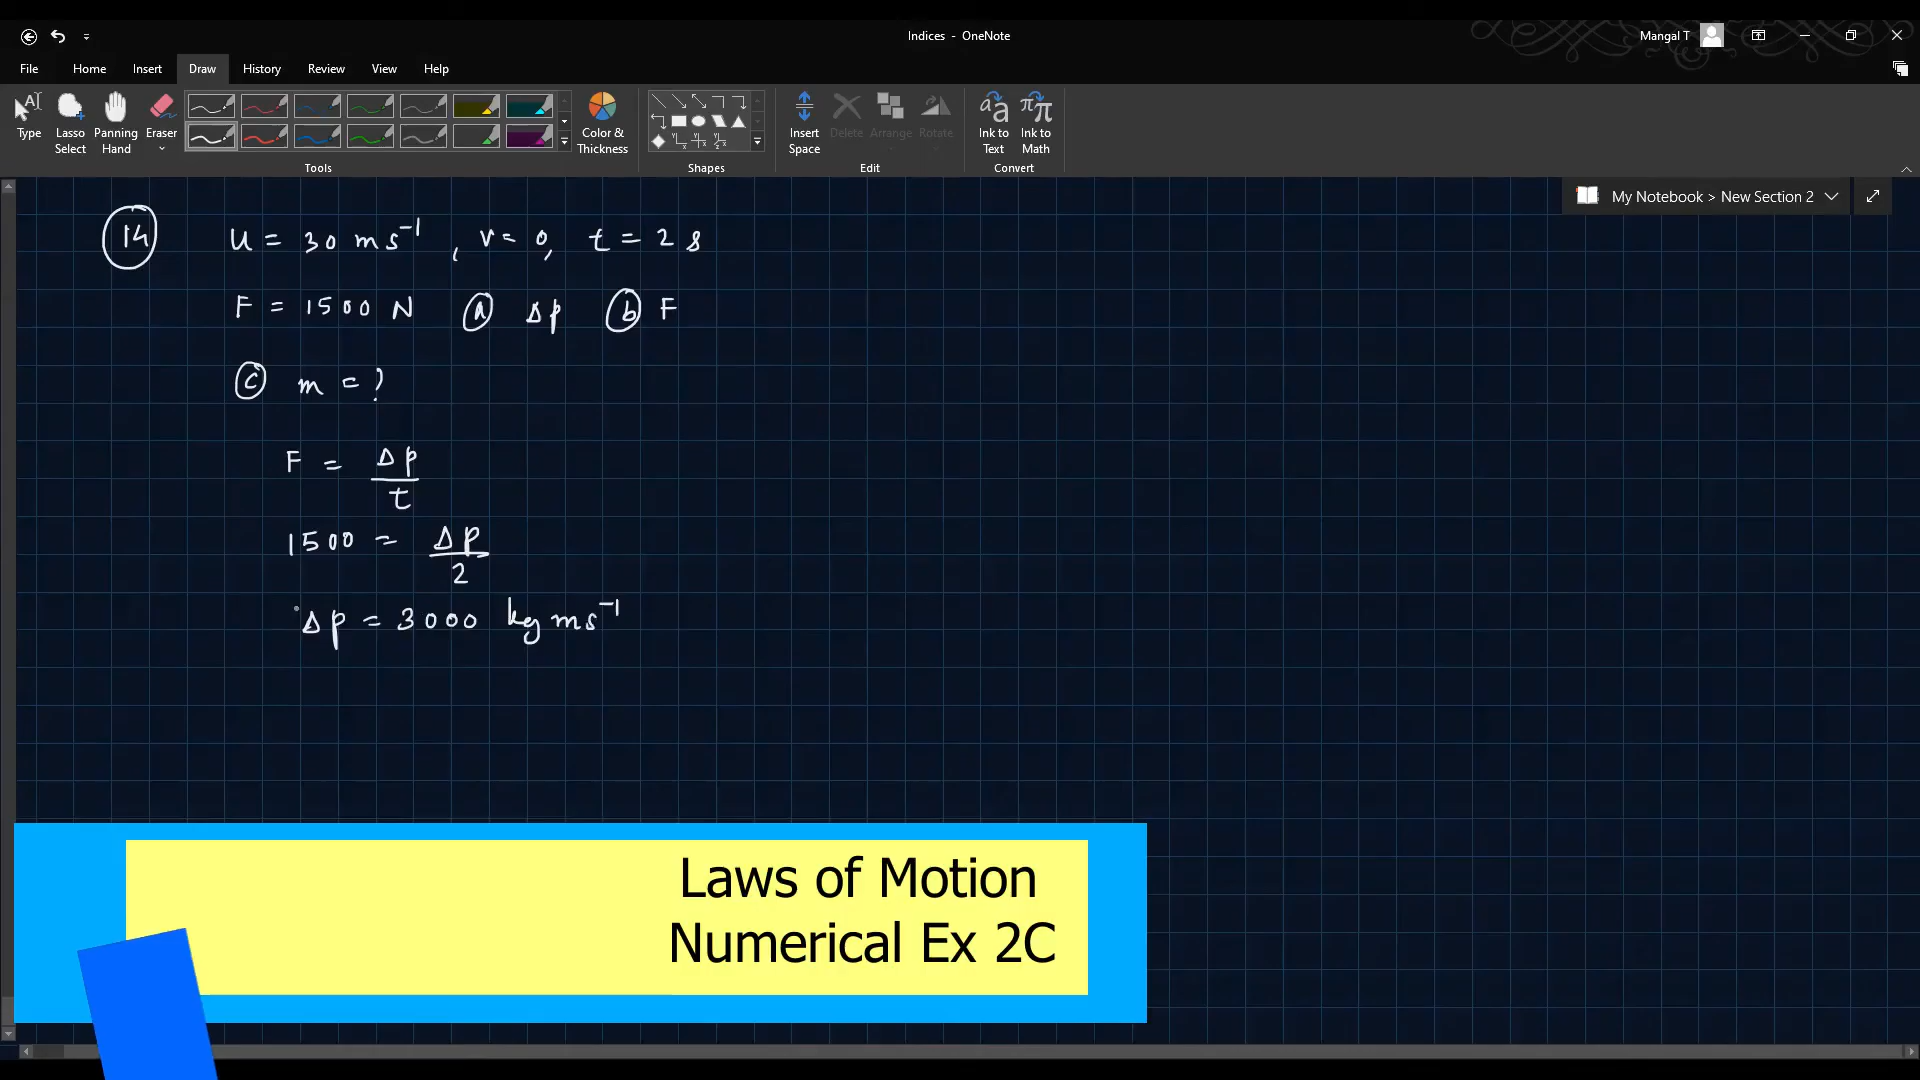 Indices - OneNote
Mangal T
File Home Insert Draw History Review View Help
Type
Lasso Select
Panning Hand
Eraser
Color & Thickness
Insert Space
Delete
Arrange
Rotate
Ink to Text
Ink to Math
Tools
Shapes
Edit
Convert
My Notebook > New Section 2
14 u = 30 ms⁻¹, v = 0, t = 2 s
F = 1500 N ⓐ Δp ⓑ F
ⓒ m = ?
F = Δp / t
1500 = Δp / 2
Δp = 3000 kg ms⁻¹
Laws of Motion
Numerical Ex 2C